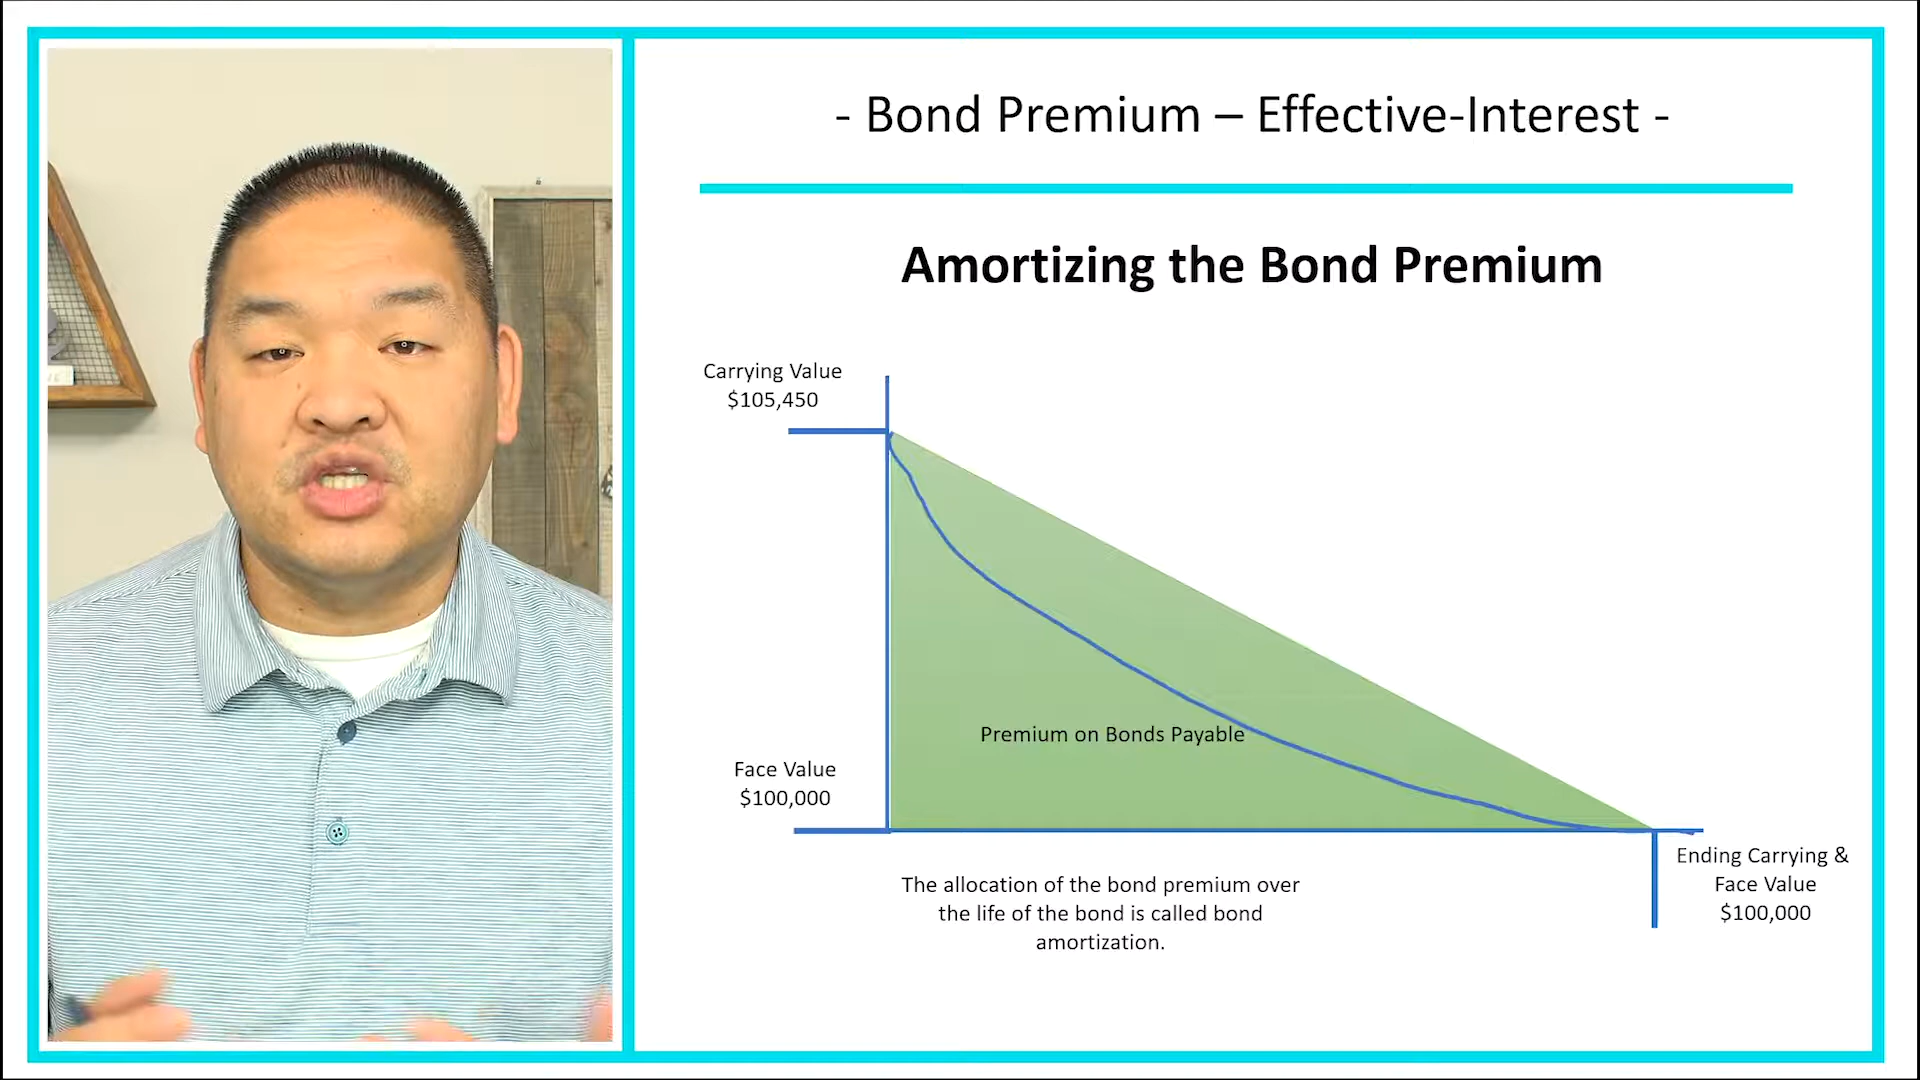 - Bond Premium – Effective-Interest -
Amortizing the Bond Premium
Carrying Value
$105,450
Premium on Bonds Payable
Face Value
$100,000
Ending Carrying &
Face Value
$100,000
The allocation of the bond premium over
the life of the bond is called bond
amortization.